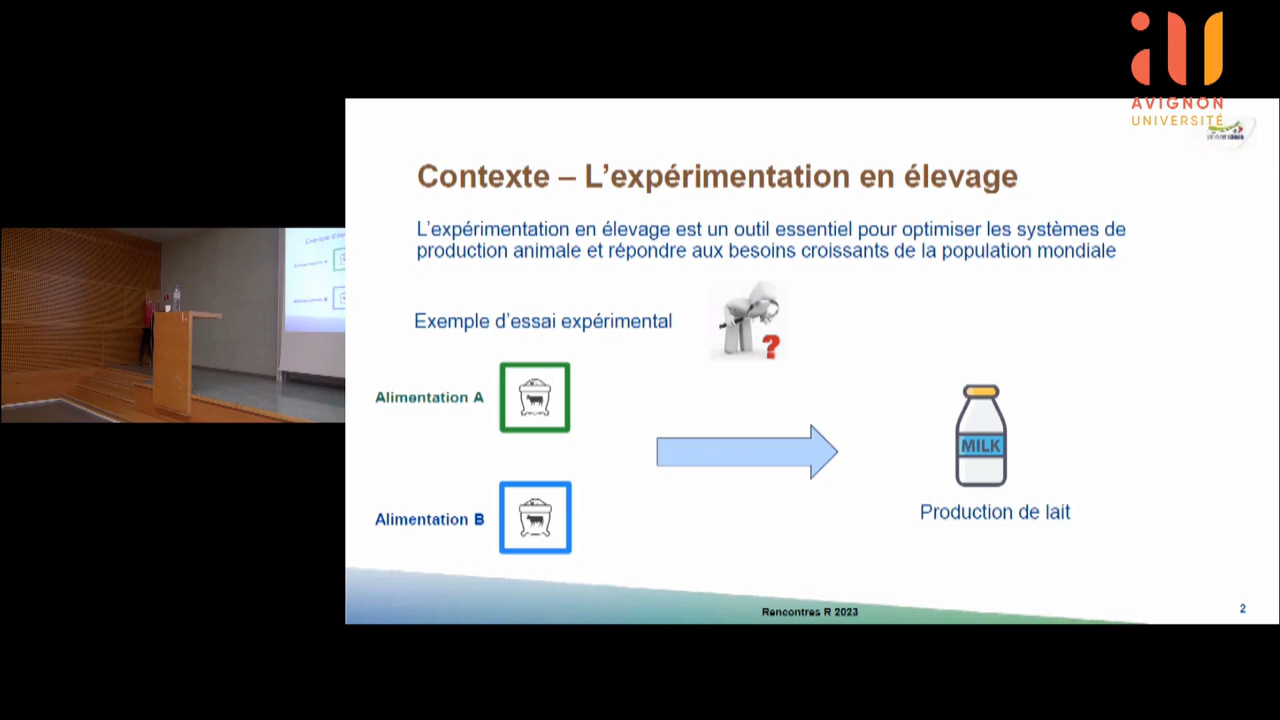 AVIGNON
UNIVERSITÉ
Contexte – L'expérimentation en élevage
L'expérimentation en élevage est un outil essentiel pour optimiser les systèmes de
production animale et répondre aux besoins croissants de la population mondiale
Exemple d'essai expérimental
?
Alimentation A
MILK
Alimentation B
Production de lait
Rencontres R 2023
2